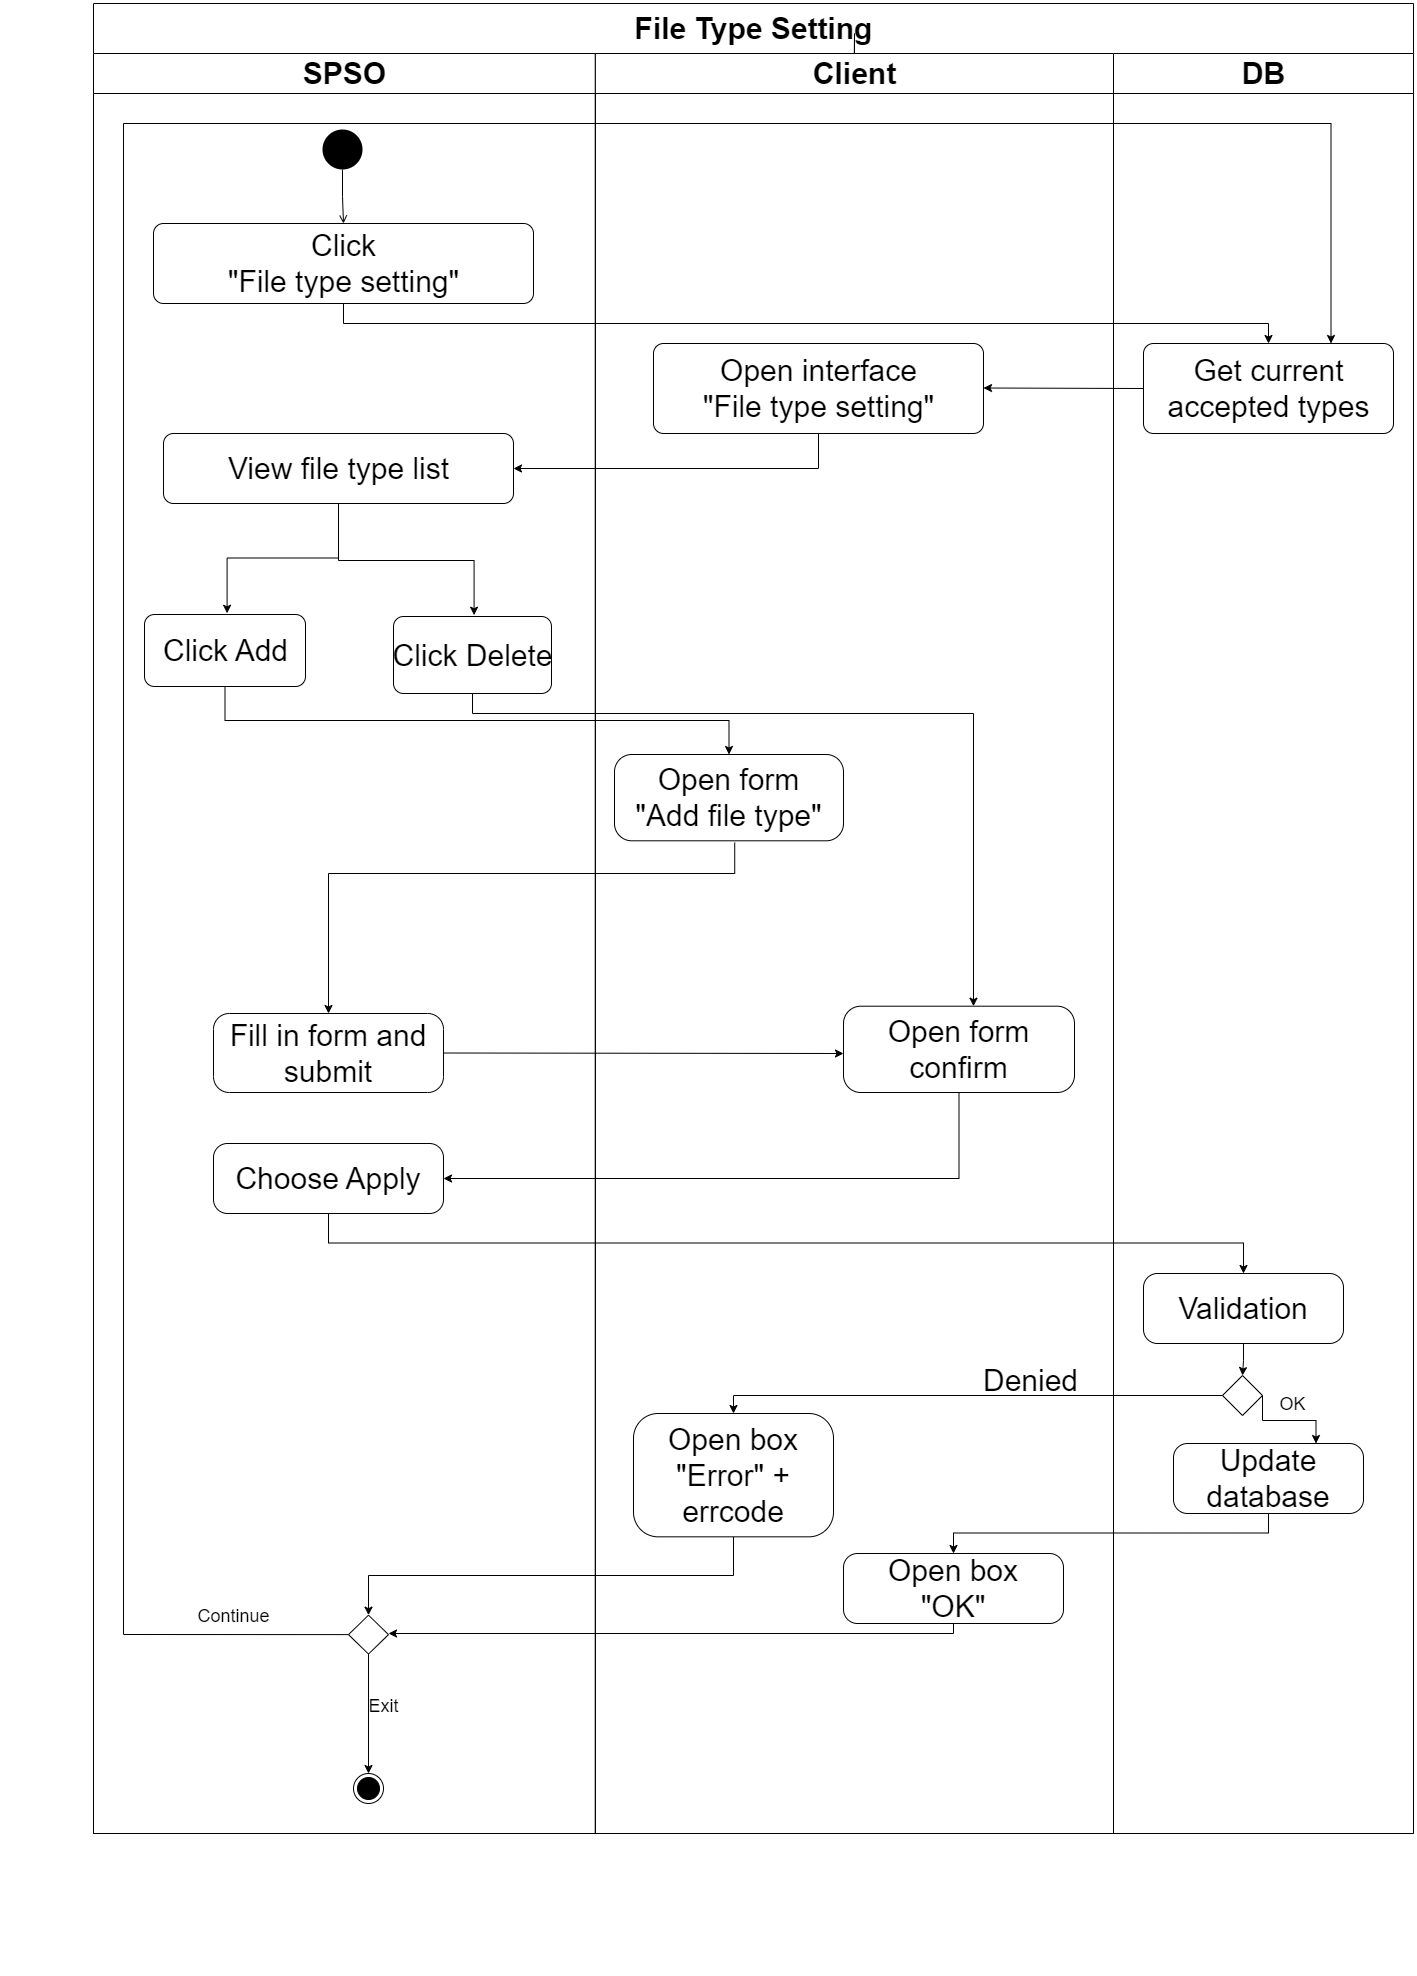 File Type Setting
SPSO
Client
DB
Click
"File type setting"
Open interface
"File type setting"
Get current
accepted types
View file type list
Click Add
Click Delete
Open form
"Add file type"
Fill in form and
submit
Open form
confirm
Choose Apply
Validation
Denied
OK
Open box
"Error" +
errcode
Update
database
Open box
"OK"
Continue
Exit